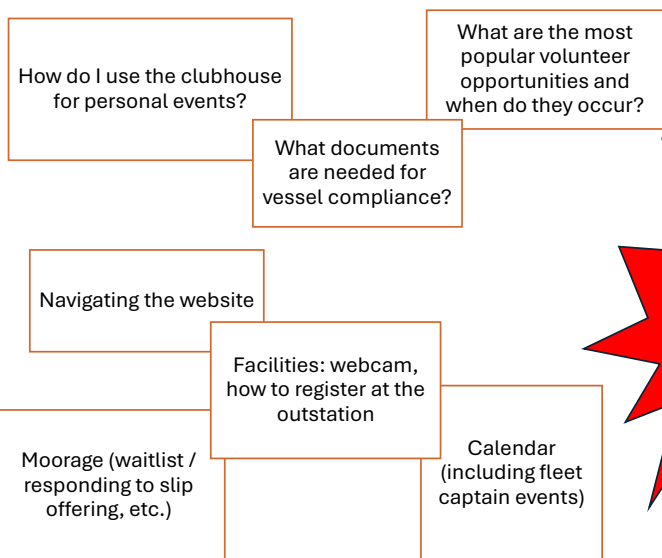 How do I use the clubhouse
for personal events?
What are the most
popular volunteer
opportunities and
when do they occur?
What documents
are needed for
vessel compliance?
Navigating the website
Facilities: webcam,
how to register at the
outstation
Moorage (waitlist /
responding to slip
offering, etc.)
Calendar
(including fleet
captain events)